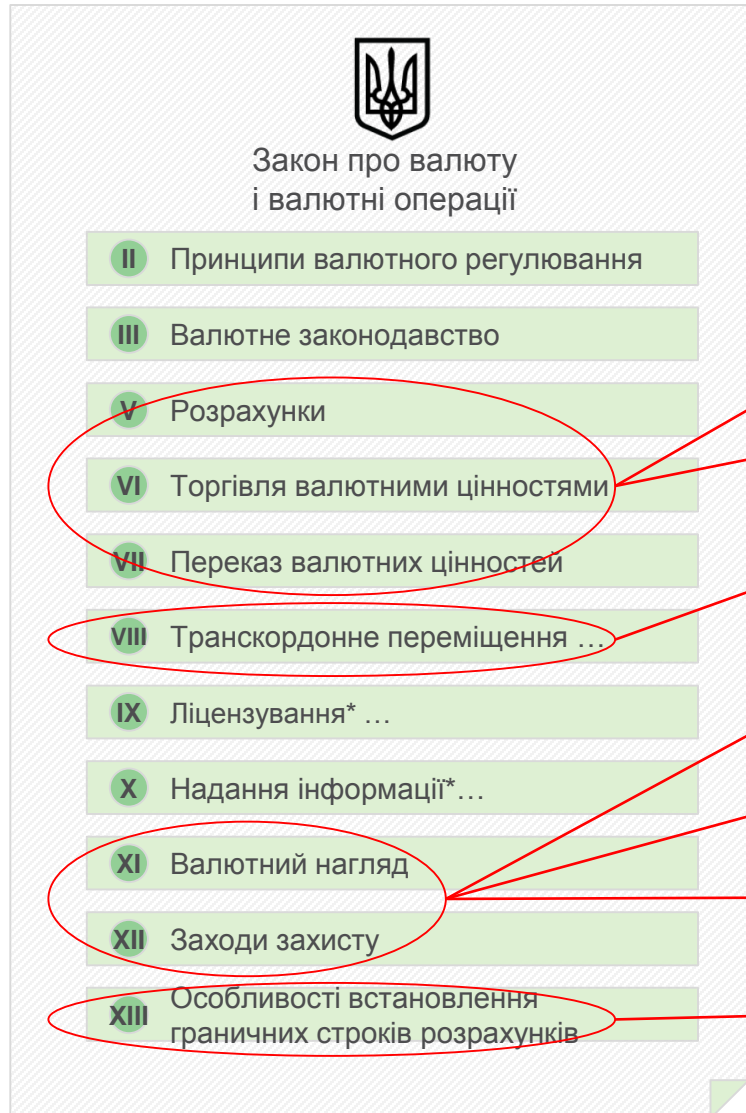 Закон про валюту
і валютні операції
II Принципи валютного регулювання
III Валютне законодавство
V Розрахунки
VI Торгівля валютними цінностями
VII Переказ валютних цінностей
VIII Транскордонне переміщення …
IX Ліцензування* …
X Надання інформації*…
XI Валютний нагляд
XII Заходи захисту
XIII Особливості встановлення
граничних строків розрахунків